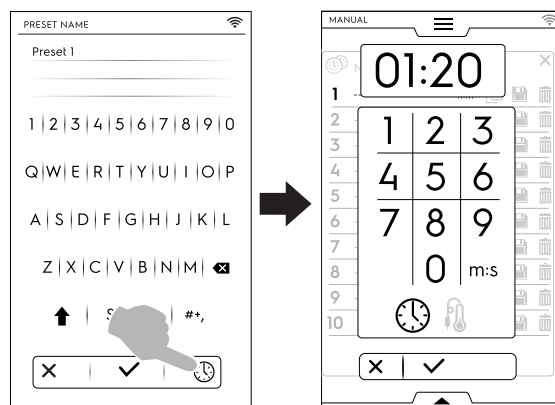 PRESET NAME
Preset 1
1 2 3 4 5 6 7 8 9 0
Q W E R T Y U I O P
A S D F G H J K L
Z X C V B N M
#+,
MANUAL
01:20
1
2
3
4
5
6
7
8
9
10
1 2 3
4 5 6
7 8 9
0 m:s